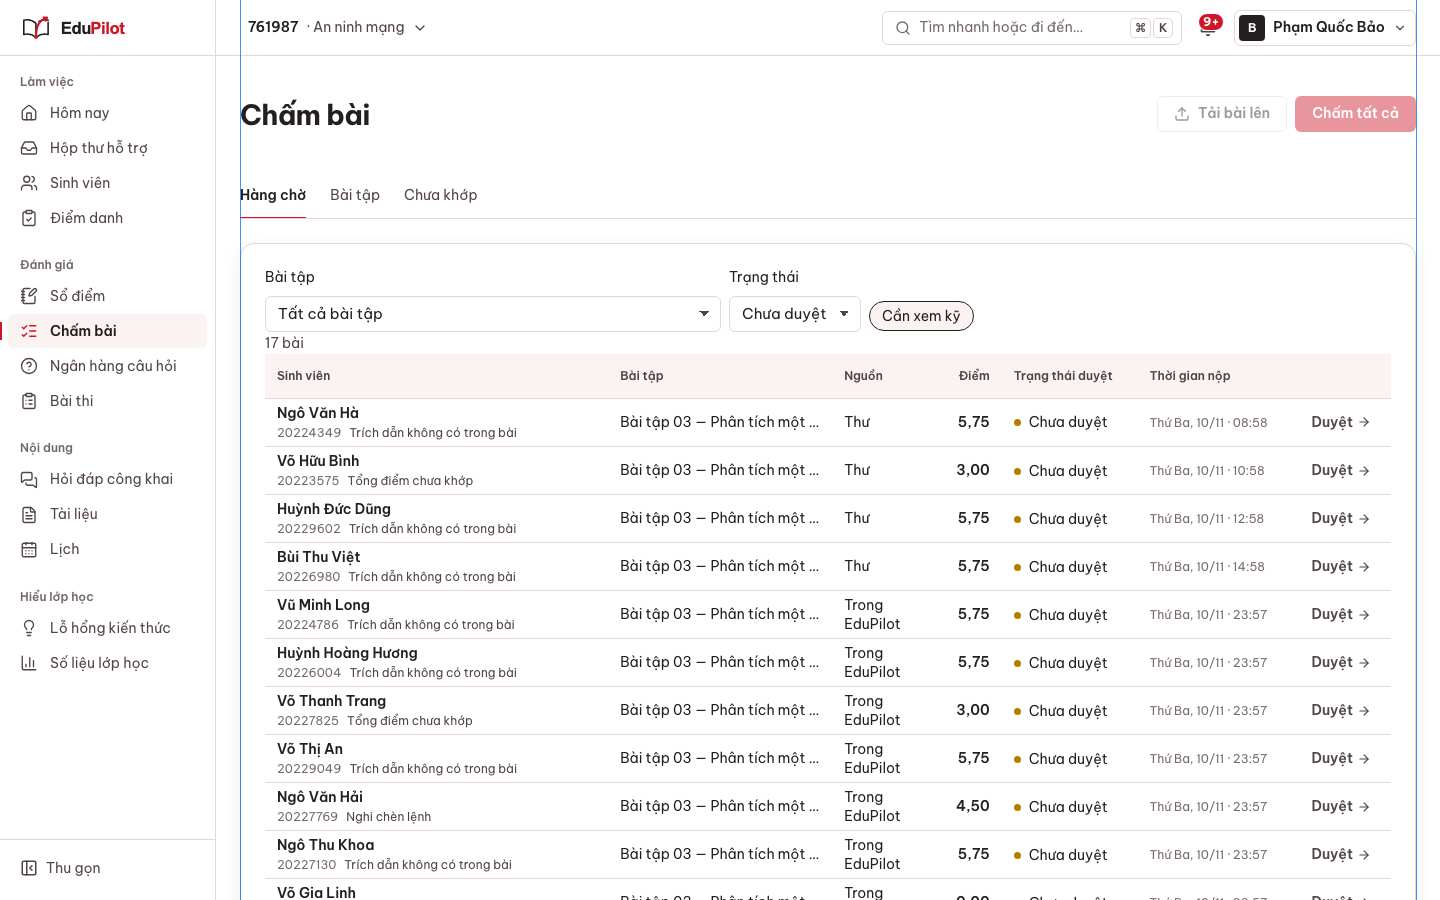 EduPilot
761987 · An ninh mạng
Tìm nhanh hoặc đi đến...
⌘ K
9+
B
Phạm Quốc Bảo
Làm việc
Hôm nay
Hộp thư hỗ trợ
Sinh viên
Điểm danh
Đánh giá
Sổ điểm
Chấm bài
Ngân hàng câu hỏi
Bài thi
Nội dung
Hỏi đáp công khai
Tài liệu
Lịch
Hiểu lớp học
Lỗ hổng kiến thức
Số liệu lớp học
Thu gọn
Chấm bài
Tải bài lên
Chấm tất cả
Hàng chờ
Bài tập
Chưa khớp
Bài tập
Trạng thái
Tất cả bài tập
Chưa duyệt
Cần xem kỹ
17 bài
Sinh viên Bài tập Nguồn Điểm Trạng thái duyệt Thời gian nộp
Ngô Văn Hà
20224349 Trích dẫn không có trong bài
Bài tập 03 — Phân tích một ... Thư 5,75 Chưa duyệt Thứ Ba, 10/11 · 08:58 Duyệt →
Võ Hữu Bình
20223575 Tổng điểm chưa khớp
Bài tập 03 — Phân tích một ... Thư 3,00 Chưa duyệt Thứ Ba, 10/11 · 10:58 Duyệt →
Huỳnh Đức Dũng
20229602 Trích dẫn không có trong bài
Bài tập 03 — Phân tích một ... Thư 5,75 Chưa duyệt Thứ Ba, 10/11 · 12:58 Duyệt →
Bùi Thu Việt
20226980 Trích dẫn không có trong bài
Bài tập 03 — Phân tích một ... Thư 5,75 Chưa duyệt Thứ Ba, 10/11 · 14:58 Duyệt →
Vũ Minh Long
20224786 Trích dẫn không có trong bài
Bài tập 03 — Phân tích một ... Trong EduPilot 5,75 Chưa duyệt Thứ Ba, 10/11 · 23:57 Duyệt →
Huỳnh Hoàng Hương
20226004 Trích dẫn không có trong bài
Bài tập 03 — Phân tích một ... Trong EduPilot 5,75 Chưa duyệt Thứ Ba, 10/11 · 23:57 Duyệt →
Võ Thanh Trang
20227825 Tổng điểm chưa khớp
Bài tập 03 — Phân tích một ... Trong EduPilot 3,00 Chưa duyệt Thứ Ba, 10/11 · 23:57 Duyệt →
Võ Thị An
20229049 Trích dẫn không có trong bài
Bài tập 03 — Phân tích một ... Trong EduPilot 5,75 Chưa duyệt Thứ Ba, 10/11 · 23:57 Duyệt →
Ngô Văn Hải
20227769 Nghi chèn lệnh
Bài tập 03 — Phân tích một ... Trong EduPilot 4,50 Chưa duyệt Thứ Ba, 10/11 · 23:57 Duyệt →
Ngô Thu Khoa
20227130 Trích dẫn không có trong bài
Bài tập 03 — Phân tích một ... Trong EduPilot 5,75 Chưa duyệt Thứ Ba, 10/11 · 23:57 Duyệt →
Võ Gia Linh
Trong